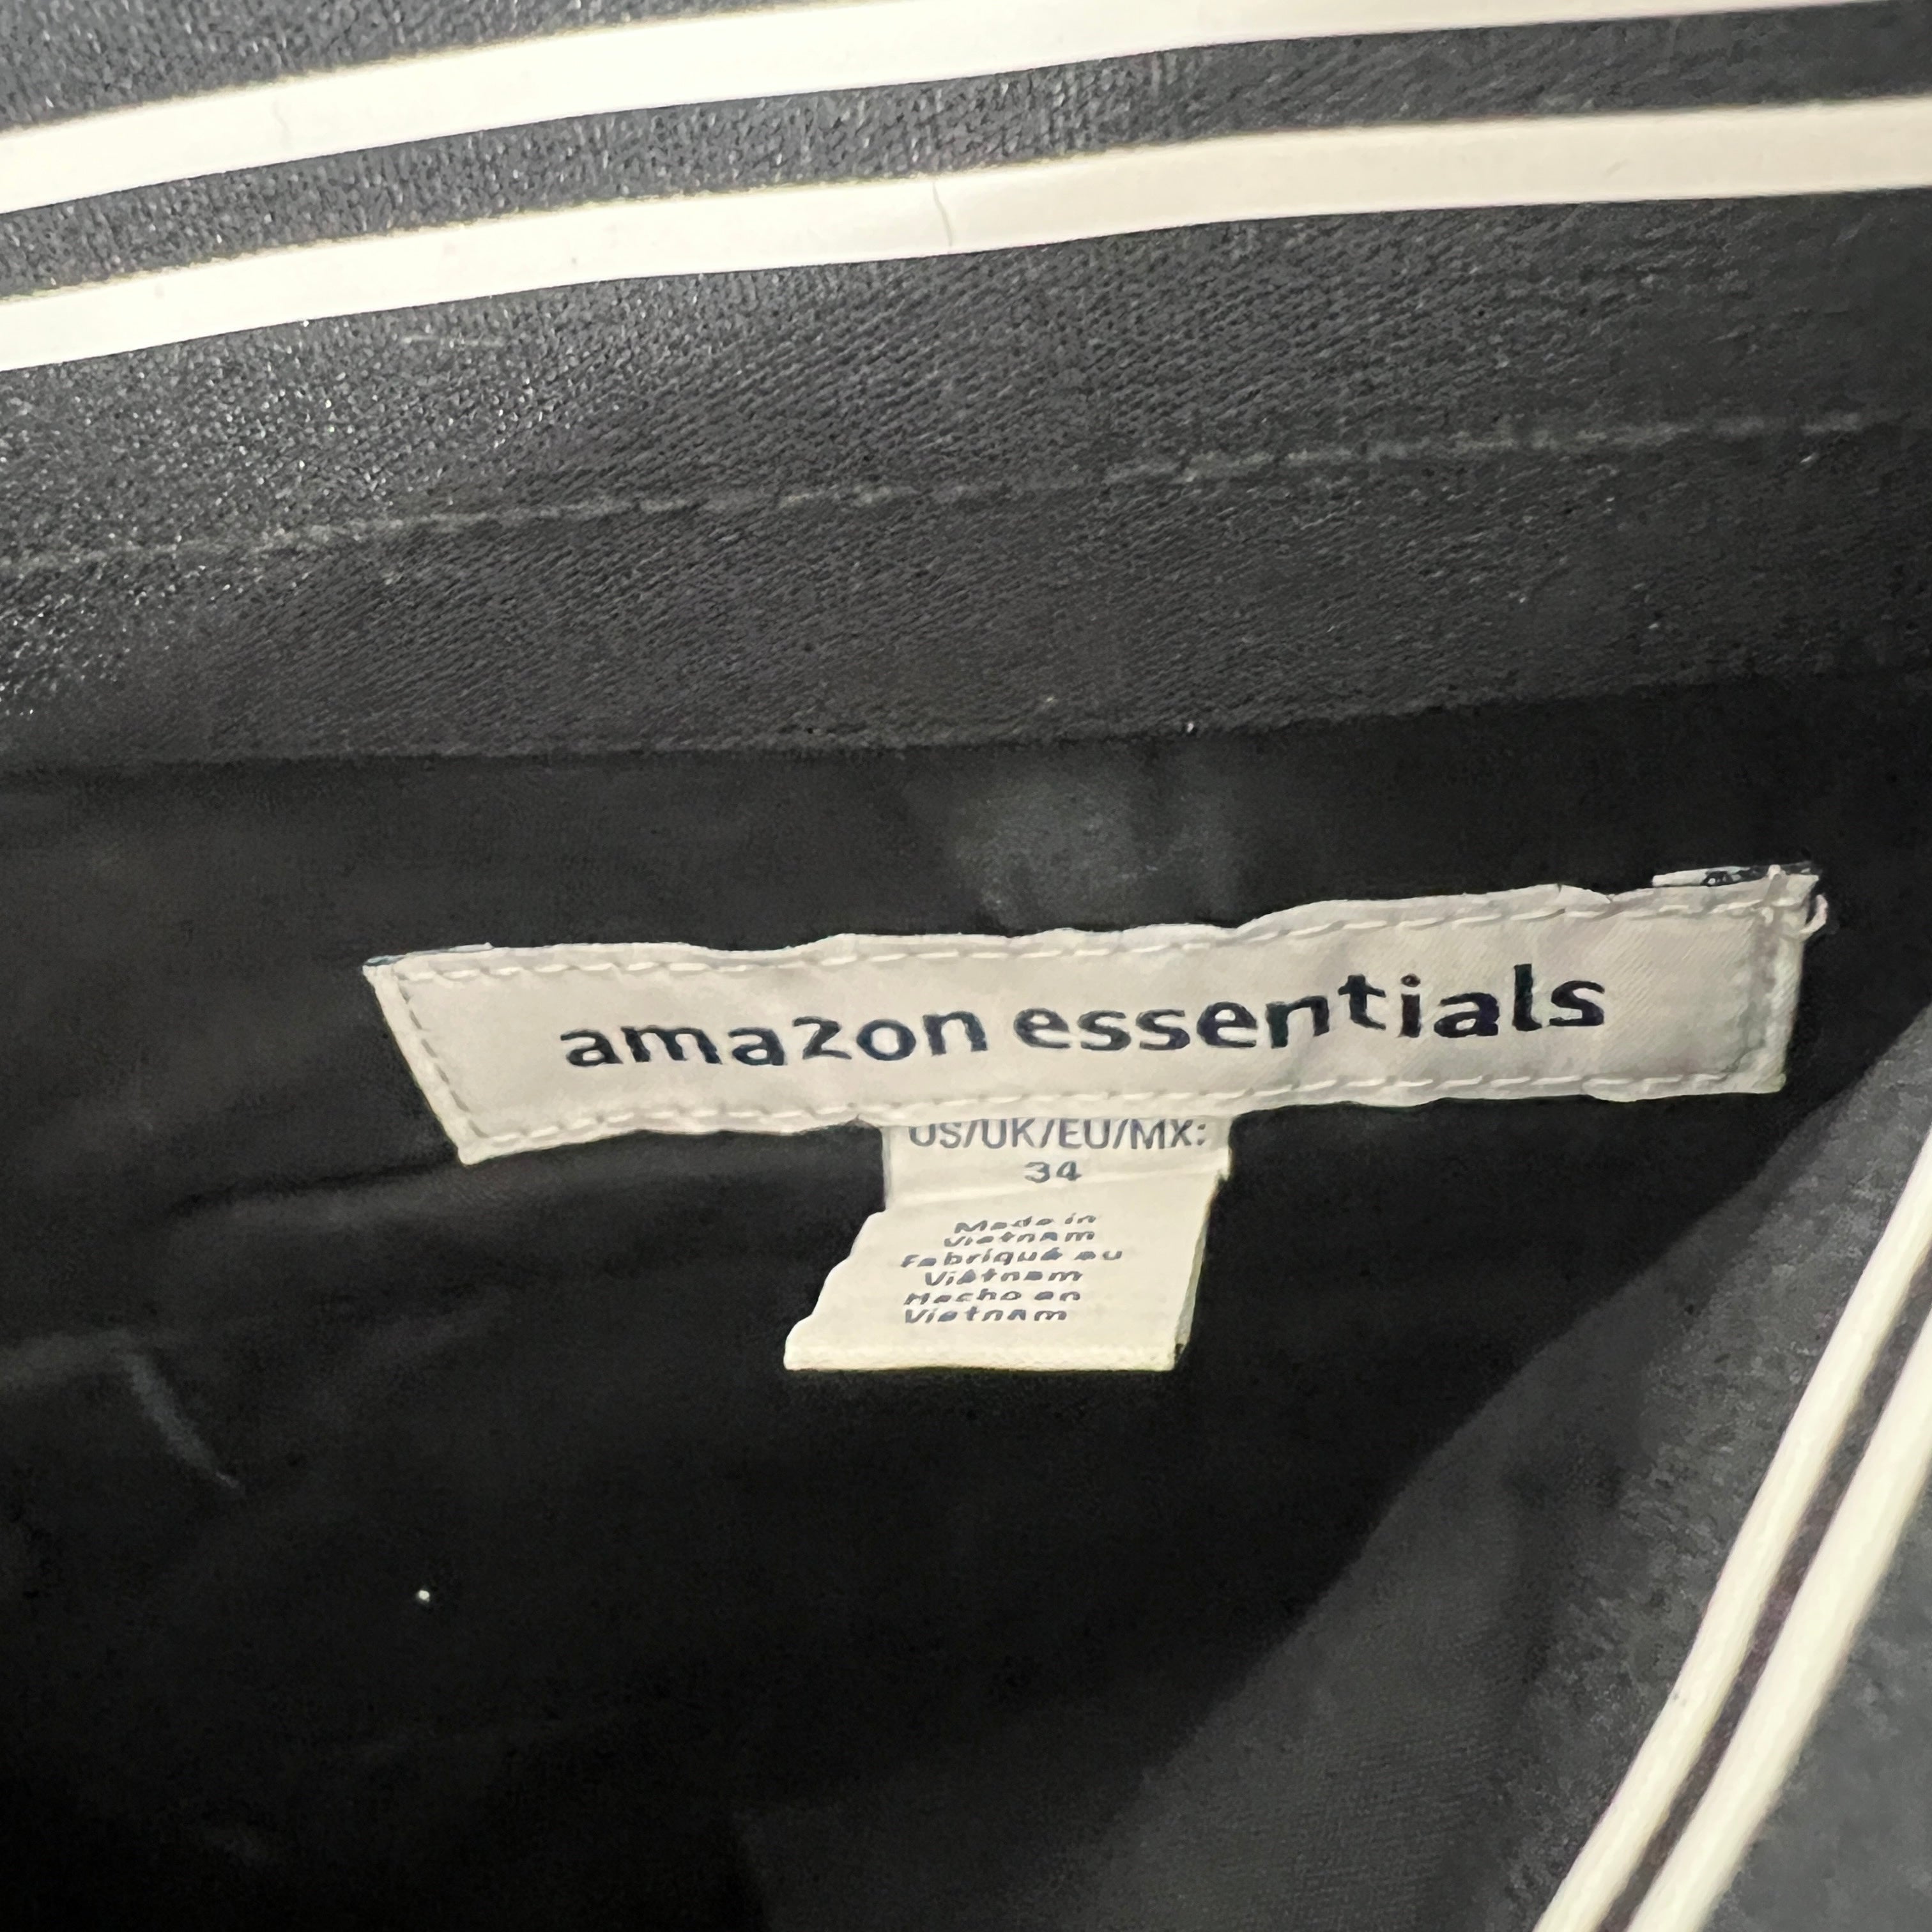 amazon essentials
US/UK/EU/MX:
34
Made in
Vietnam
Fabriqué au
Viêtnam
Hecho en
Vietnam